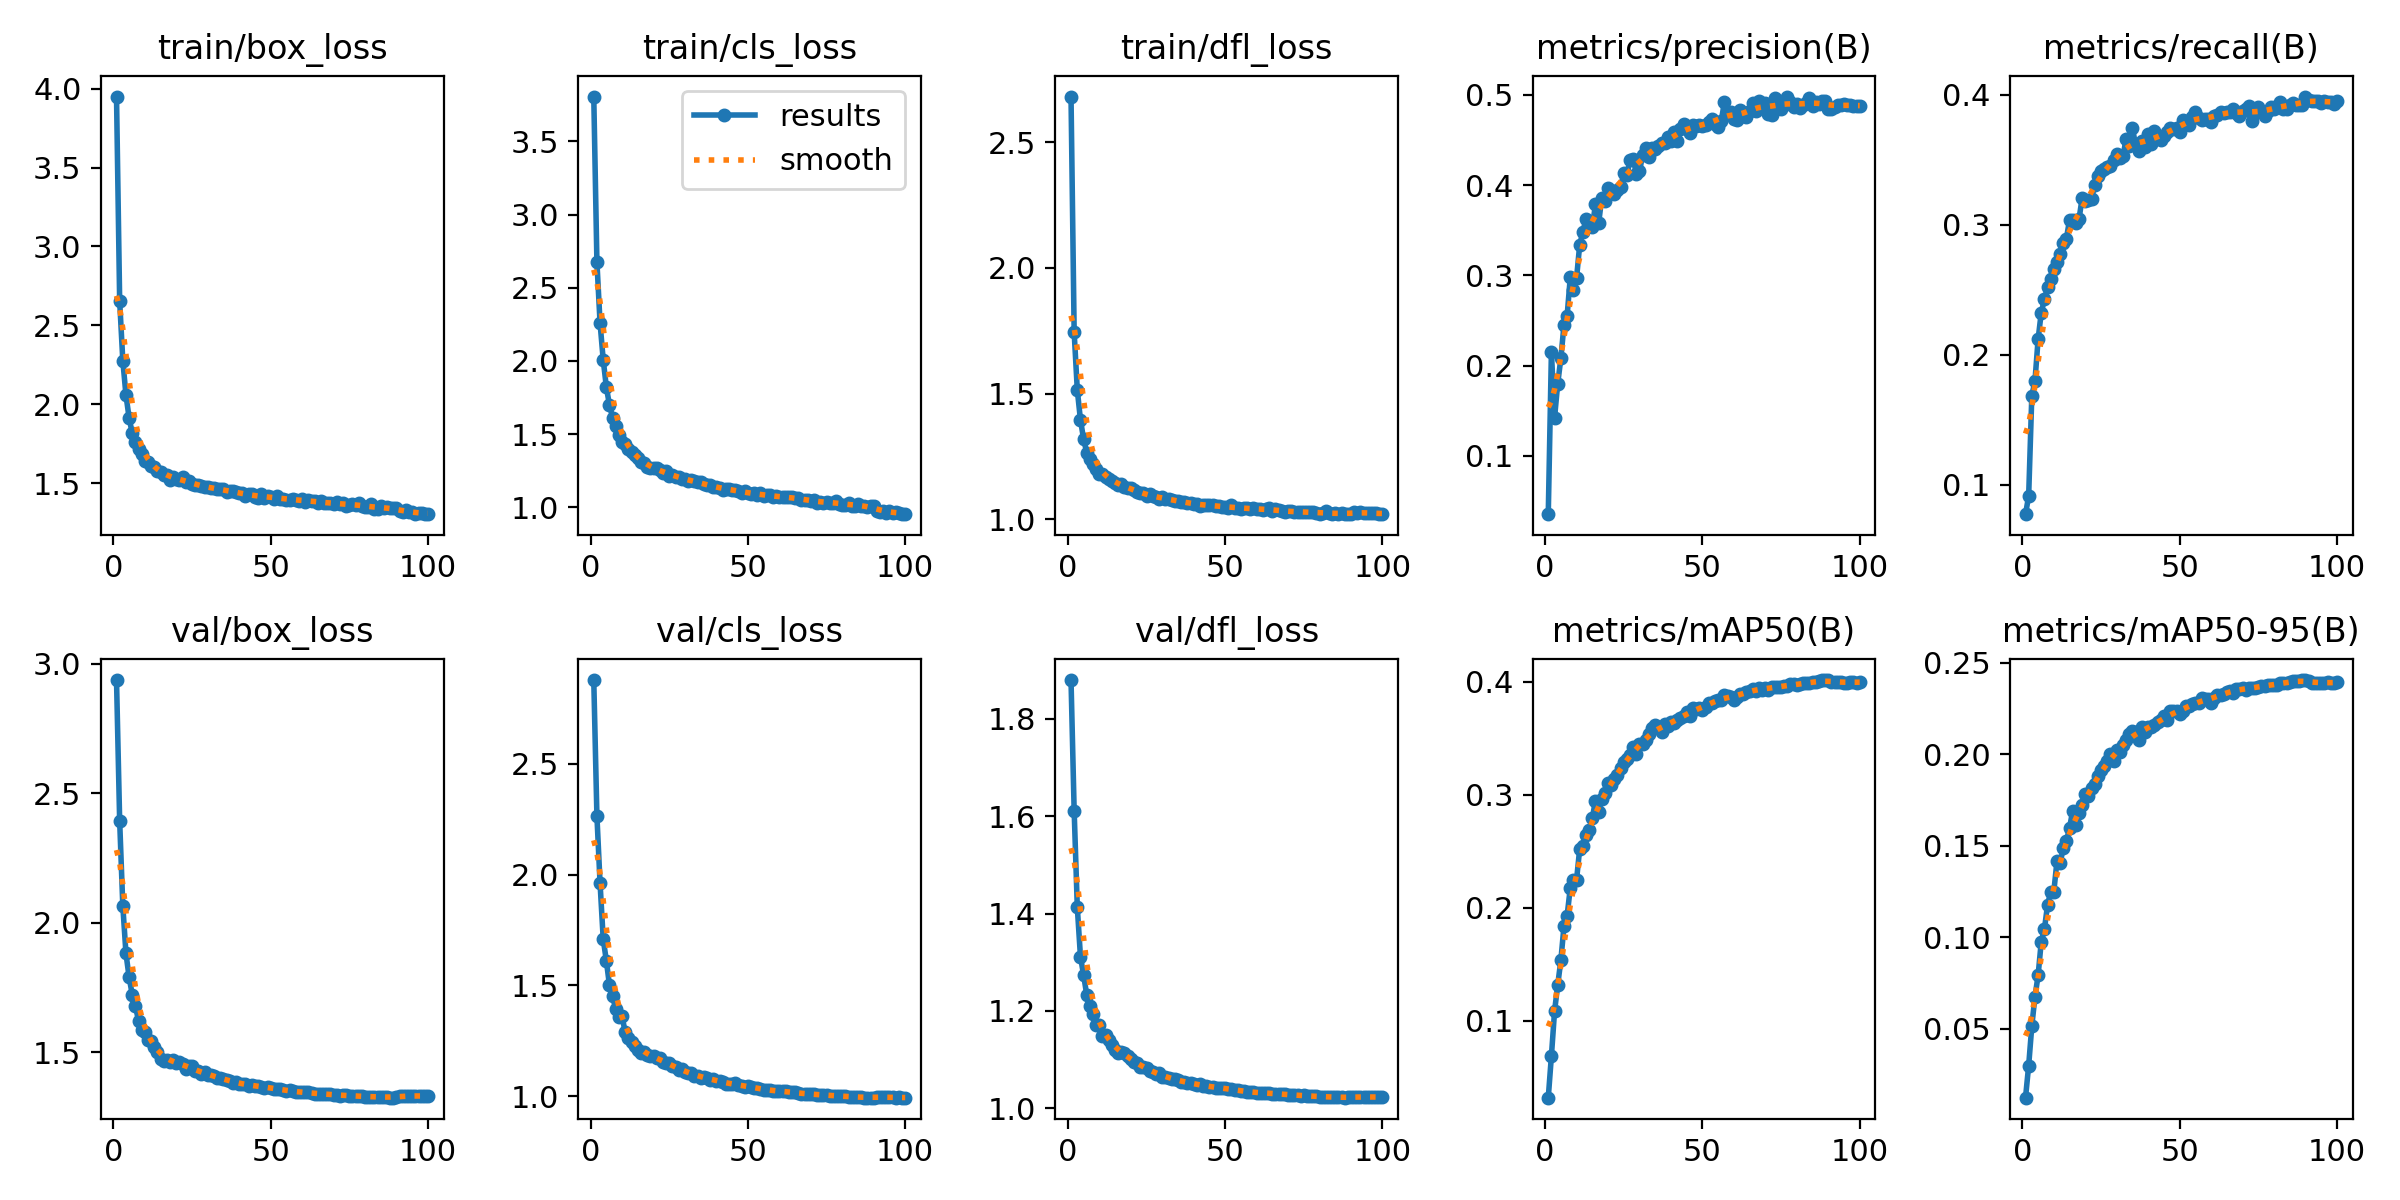 train/box_loss
4.0
3.5
3.0
2.5
2.0
1.5
0 50 100
train/cls_loss
results
smooth
3.5
3.0
2.5
2.0
1.5
1.0
0 50 100
train/dfl_loss
2.5
2.0
1.5
1.0
0 50 100
metrics/precision(B)
0.5
0.4
0.3
0.2
0.1
0 50 100
metrics/recall(B)
0.4
0.3
0.2
0.1
0 50 100
val/box_loss
3.0
2.5
2.0
1.5
0 50 100
val/cls_loss
2.5
2.0
1.5
1.0
0 50 100
val/dfl_loss
1.8
1.6
1.4
1.2
1.0
0 50 100
metrics/mAP50(B)
0.4
0.3
0.2
0.1
0 50 100
metrics/mAP50-95(B)
0.25
0.20
0.15
0.10
0.05
0 50 100